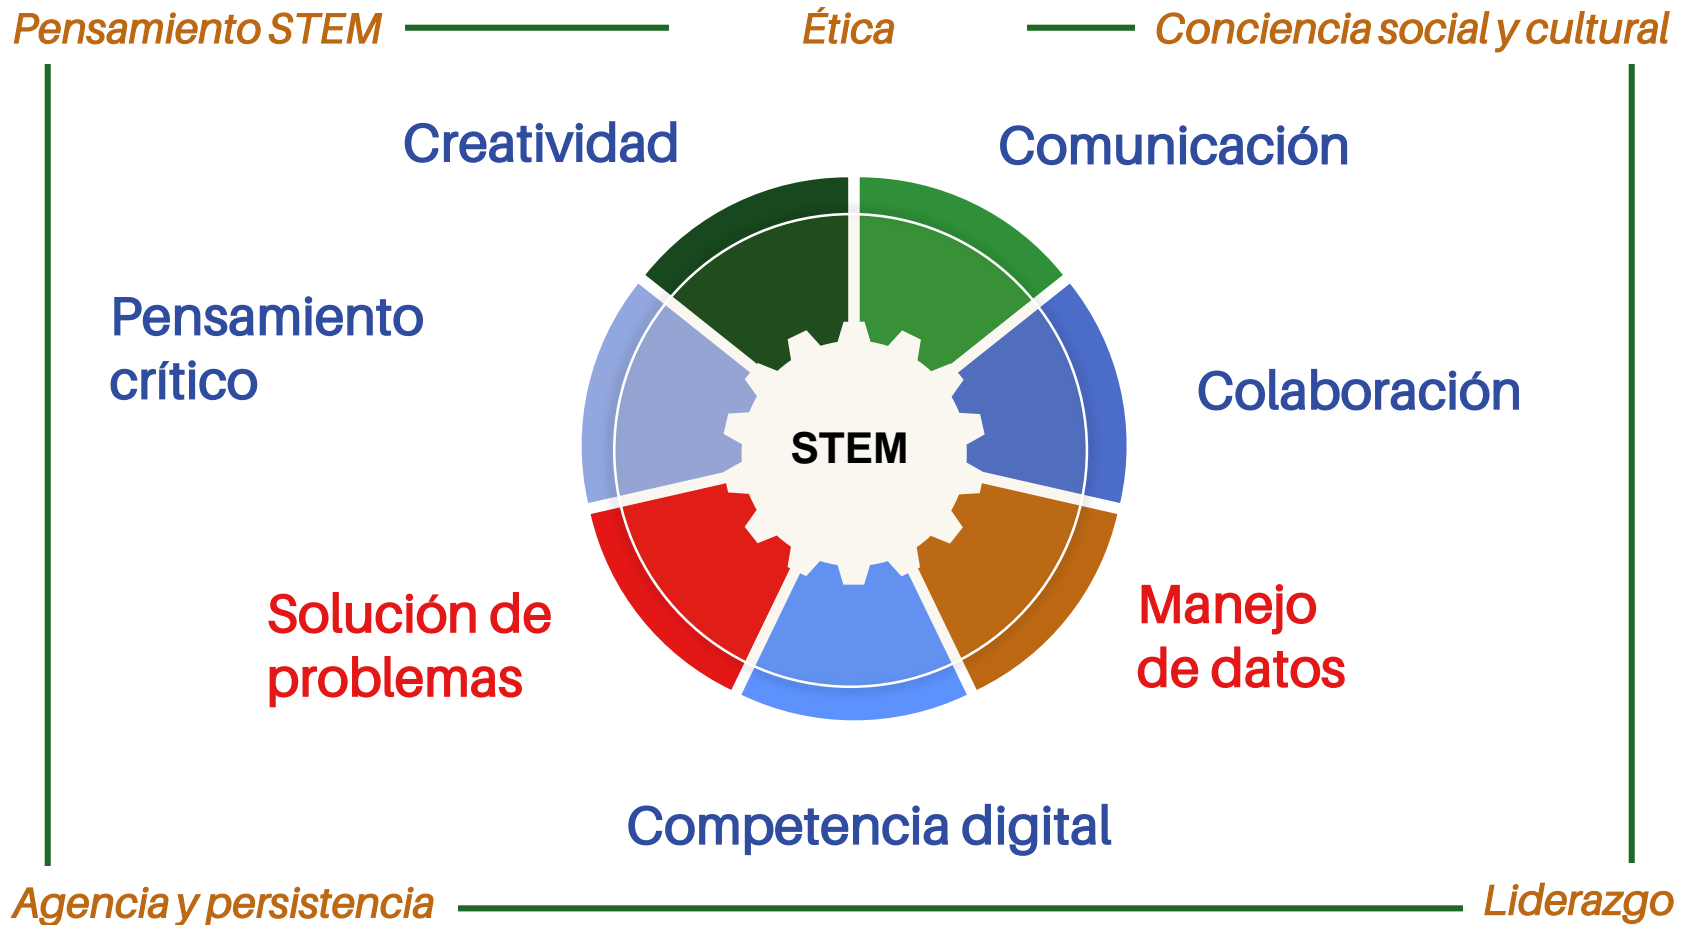 Pensamiento STEM
Ética
Conciencia social y cultural
Creatividad
Comunicación
Pensamiento
crítico
Colaboración
STEM
Solución de
problemas
Manejo
de datos
Competencia digital
Agencia y persistencia
Liderazgo